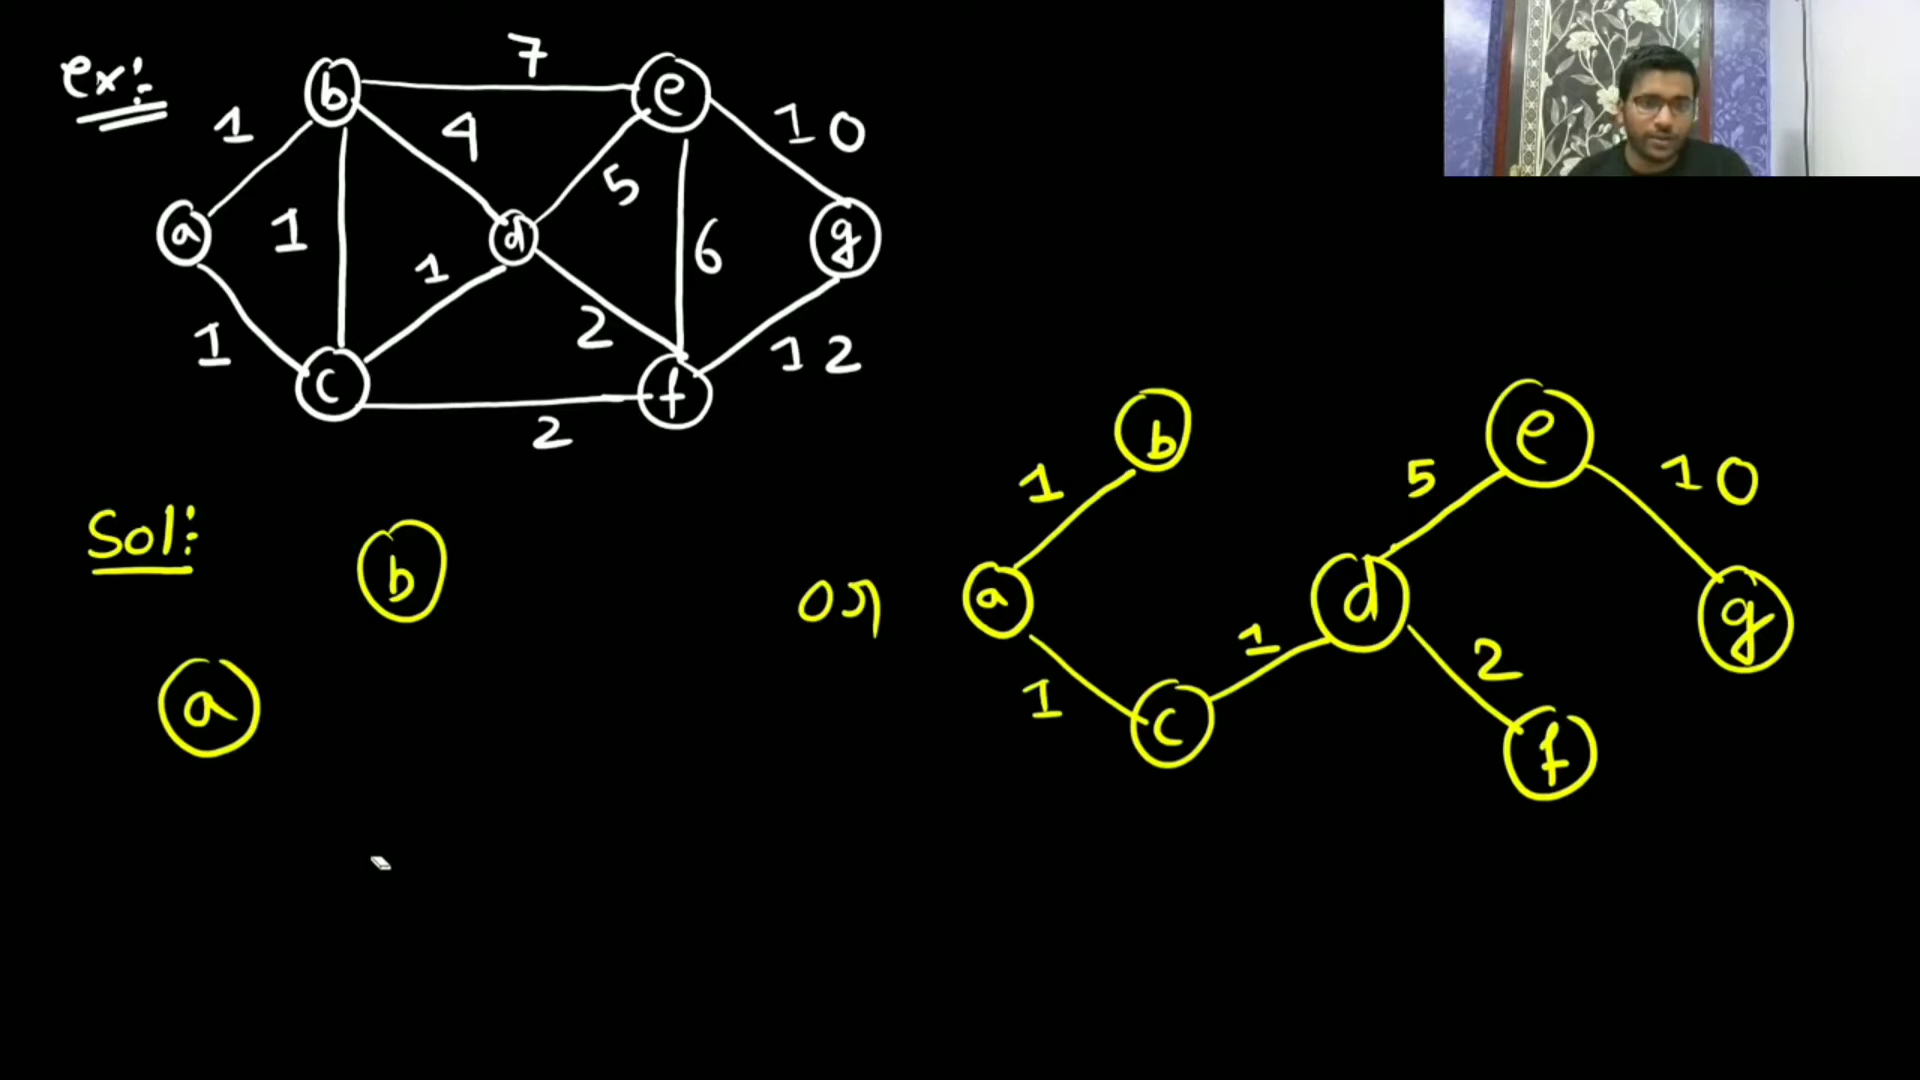 ex:
7
b e
1 4 10
5
a 1 d 6 g
1
1 2 12
c f
2
b e
1 5 10
Sol: b
or a d g
1 2
a 1 c f